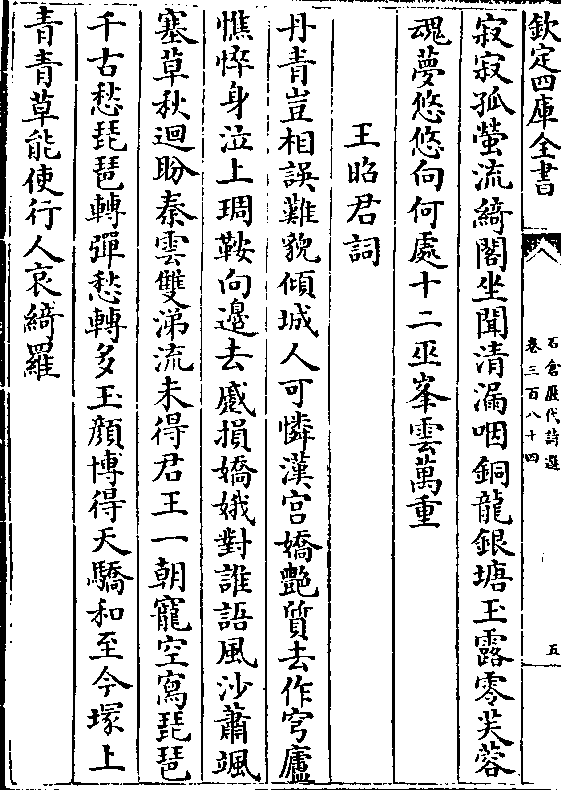 欽定四庫全書
石倉歷代詩選
卷三百八十四
五
寂寂孤螢流綺閣坐聞清漏咽銅龍銀塘玉露零芙蓉
魂夢悠悠向何處十二巫峯雲萬重
王昭君詞
丹青豈相誤難貌傾城人可憐漢宫嬌艶質去作穹廬
憔悴身泣上琱鞍向邉去蹙損嬌娥對誰語風沙蕭颯
塞草秋迴盼秦雲雙涕流未得君王一朝寵空寫琵琶
千古愁琵琶轉彈愁轉多玉顔博得天驕和至今塚上
青青草能使行人哀綺羅